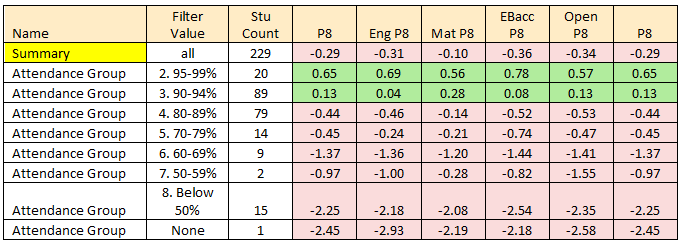 Name Filter Value Stu Count P8 Eng P8 Mat P8 EBacc P8 Open P8 P8
Summary all 229 -0.29 -0.31 -0.10 -0.36 -0.34 -0.29
Attendance Group 2. 95-99% 20 0.65 0.69 0.56 0.78 0.57 0.65
Attendance Group 3. 90-94% 89 0.13 0.04 0.28 0.08 0.13 0.13
Attendance Group 4. 80-89% 79 -0.44 -0.46 -0.14 -0.52 -0.53 -0.44
Attendance Group 5. 70-79% 14 -0.45 -0.24 -0.21 -0.74 -0.47 -0.45
Attendance Group 6. 60-69% 9 -1.37 -1.36 -1.20 -1.44 -1.41 -1.37
Attendance Group 7. 50-59% 2 -0.97 -1.00 -0.28 -0.82 -1.55 -0.97
Attendance Group 8. Below 50% 15 -2.25 -2.18 -2.08 -2.54 -2.35 -2.25
Attendance Group None 1 -2.45 -2.93 -2.19 -2.18 -2.58 -2.45